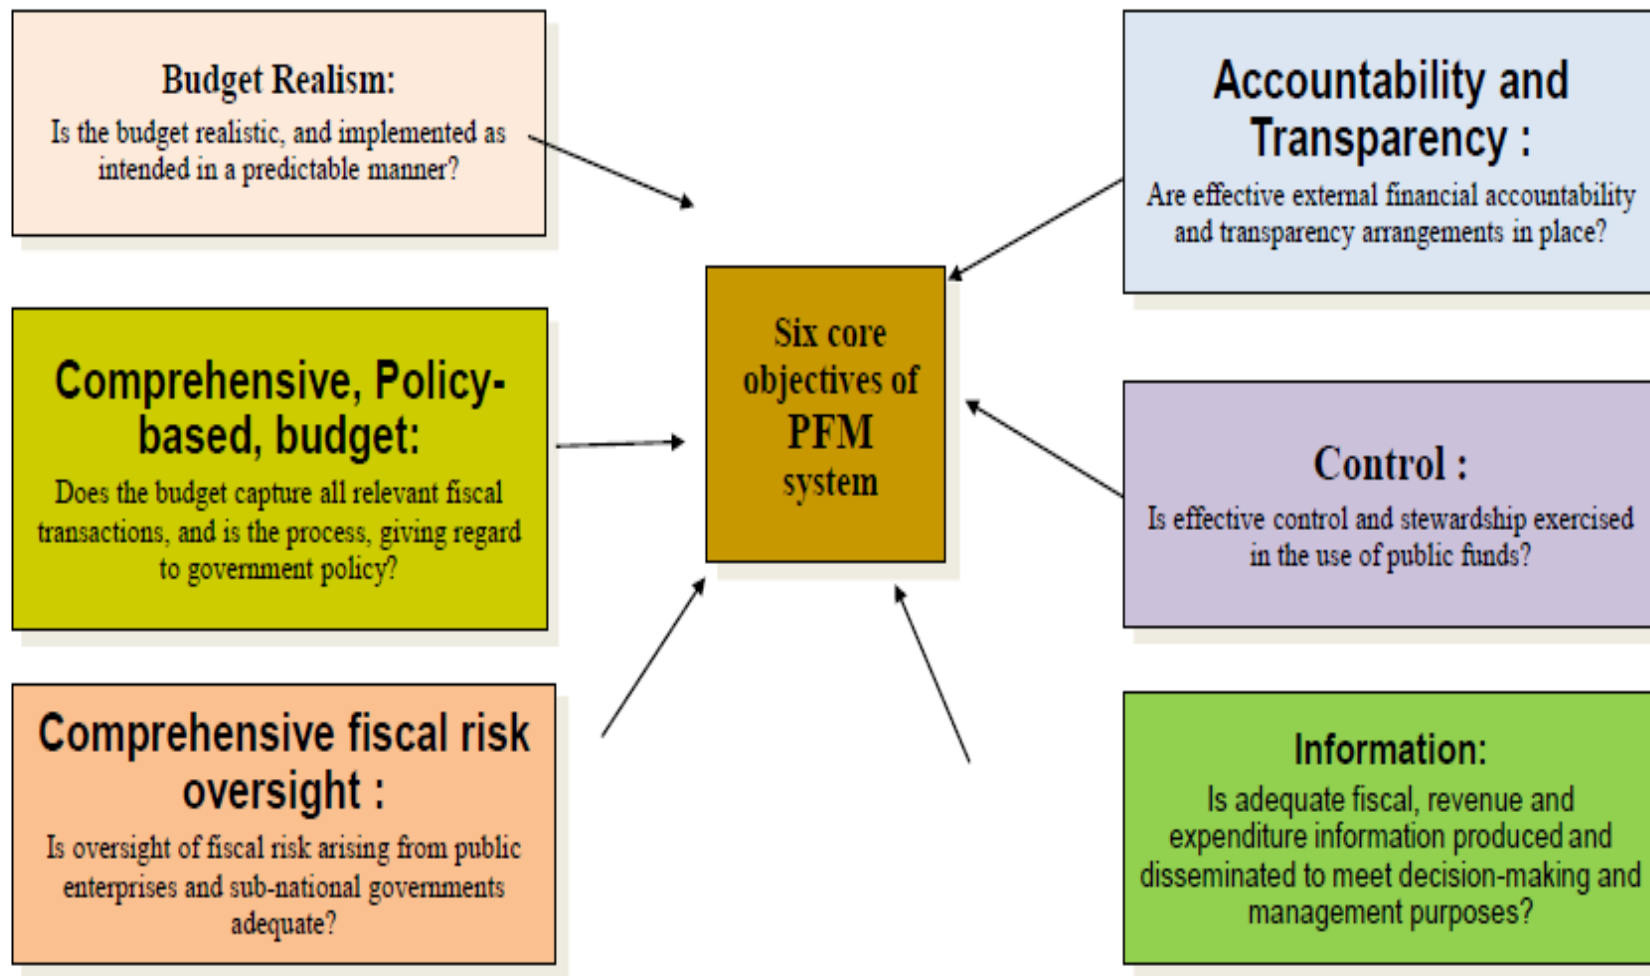 Budget Realism:
Is the budget realistic, and implemented as
intended in a predictable manner?
Comprehensive, Policy-
based, budget:
Does the budget capture all relevant fiscal
transactions, and is the process, giving regard
to government policy?
Comprehensive fiscal risk
oversight :
Is oversight of fiscal risk arising from public
enterprises and sub-national governments
adequate?
Six core
objectives of
PFM
system
Accountability and
Transparency :
Are effective external financial accountability
and transparency arrangements in place?
Control :
Is effective control and stewardship exercised
in the use of public funds?
Information:
Is adequate fiscal, revenue and
expenditure information produced and
disseminated to meet decision-making and
management purposes?